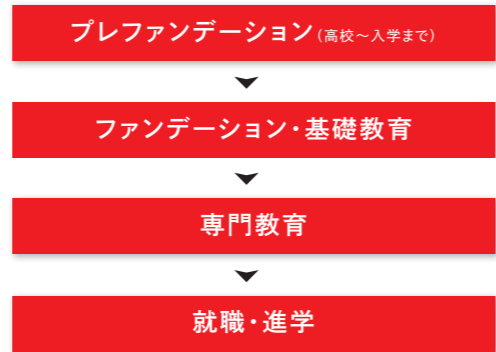 プレファンデーション（高校～入学まで）
ファンデーション・基礎教育
専門教育
就職・進学